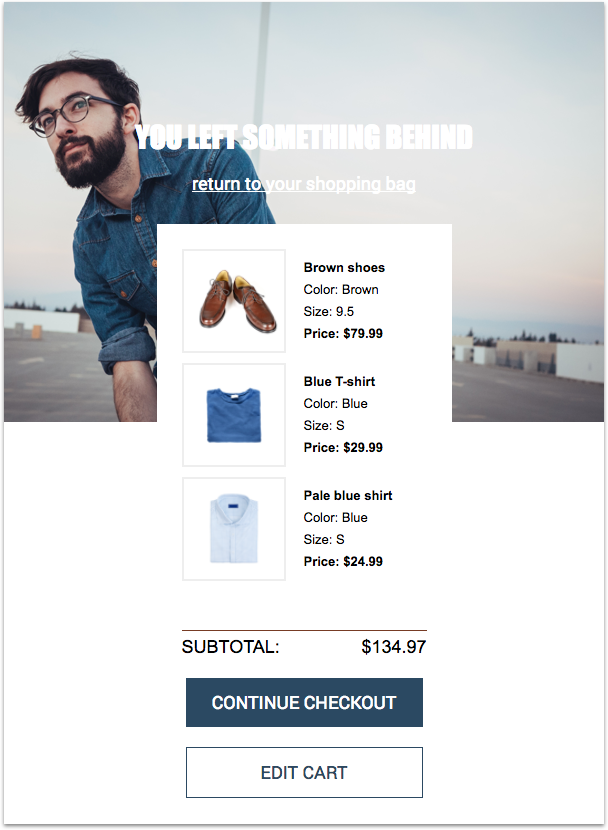 YOU LEFT SOMETHING BEHIND
return to your shopping bag
Brown shoes
Color: Brown
Size: 9.5
Price: $79.99
Blue T-shirt
Color: Blue
Size: S
Price: $29.99
Pale blue shirt
Color: Blue
Size: S
Price: $24.99
SUBTOTAL: $134.97
CONTINUE CHECKOUT
EDIT CART